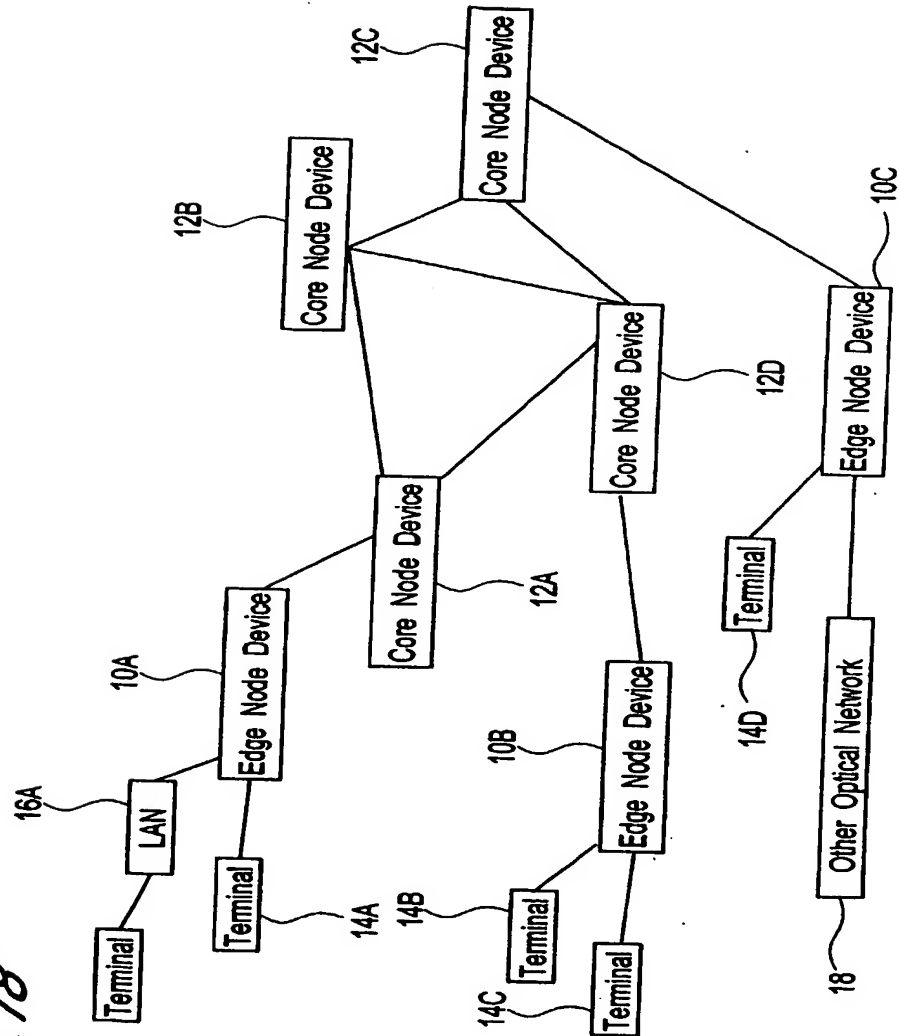 18
Terminal
LAN
16A
Terminal
14A
Edge Node Device
10A
Core Node Device
12A
Core Node Device
12B
Core Node Device
12C
Core Node Device
12D
Terminal
14B
Terminal
14C
Edge Node Device
10B
Terminal
14D
Edge Node Device
10C
Other Optical Network
18